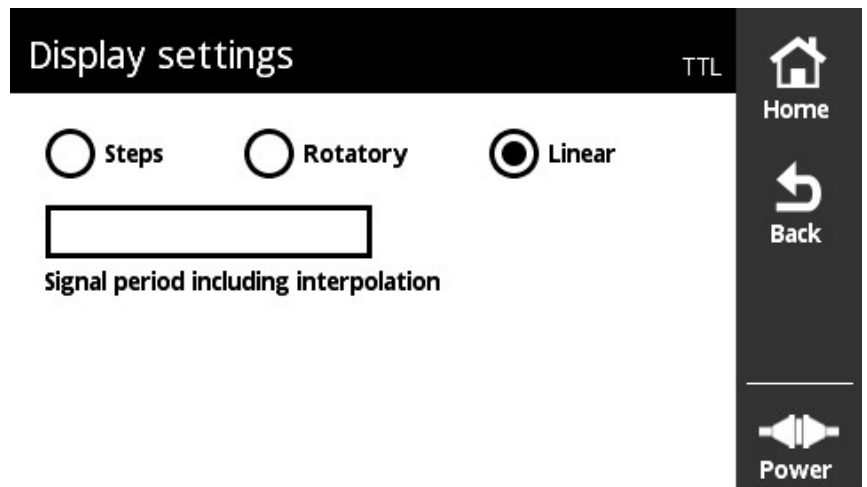 Display settings
TTL
Home
Steps
Rotatory
Linear
Back
Signal period including interpolation
Power